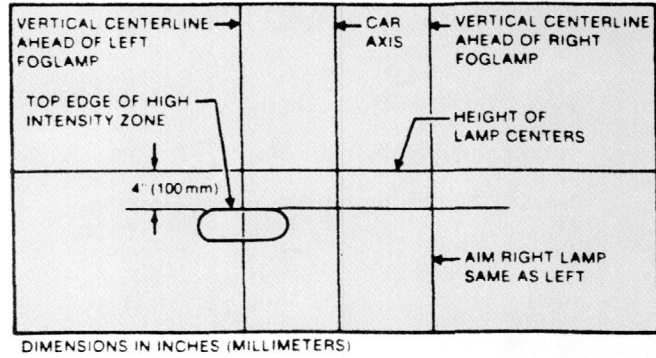 VERTICAL CENTERLINE
AHEAD OF LEFT
FOGLAMP
CAR
AXIS
VERTICAL CENTERLINE
AHEAD OF RIGHT
FOGLAMP
TOP EDGE OF HIGH
INTENSITY ZONE
HEIGHT OF
LAMP CENTERS
4" (100 mm)
AIM RIGHT LAMP
SAME AS LEFT
DIMENSIONS IN INCHES (MILLIMETERS)